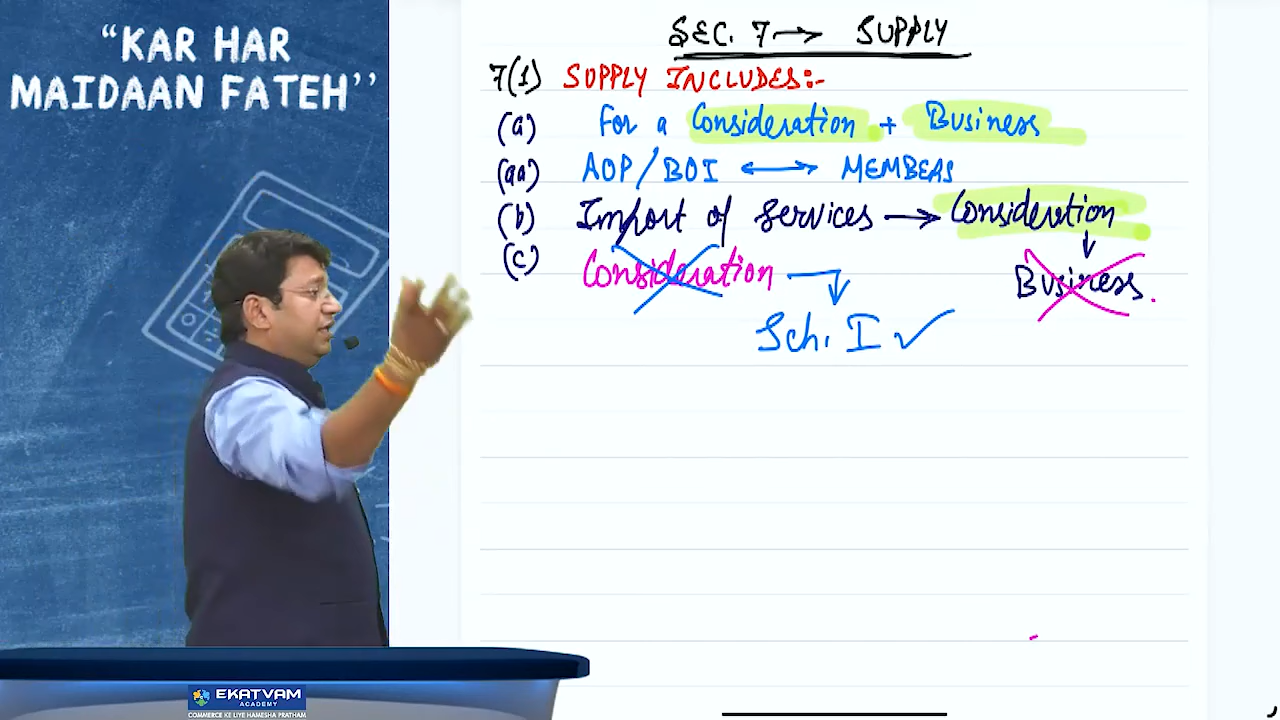 “KAR HAR
MAIDAAN FATEH’’
SEC. 7 → SUPPLY
7(1) SUPPLY INCLUDES:-
(a) For a Consideration + Business
(aa) AOP/BOI ↔ MEMBERS
(b) Import of Services → Consideration
(c) Consideration
Business.
Sch. I ✓
EKATVAM
ACADEMY
COMMERCE KE LIYE HAMESHA PRATHAM